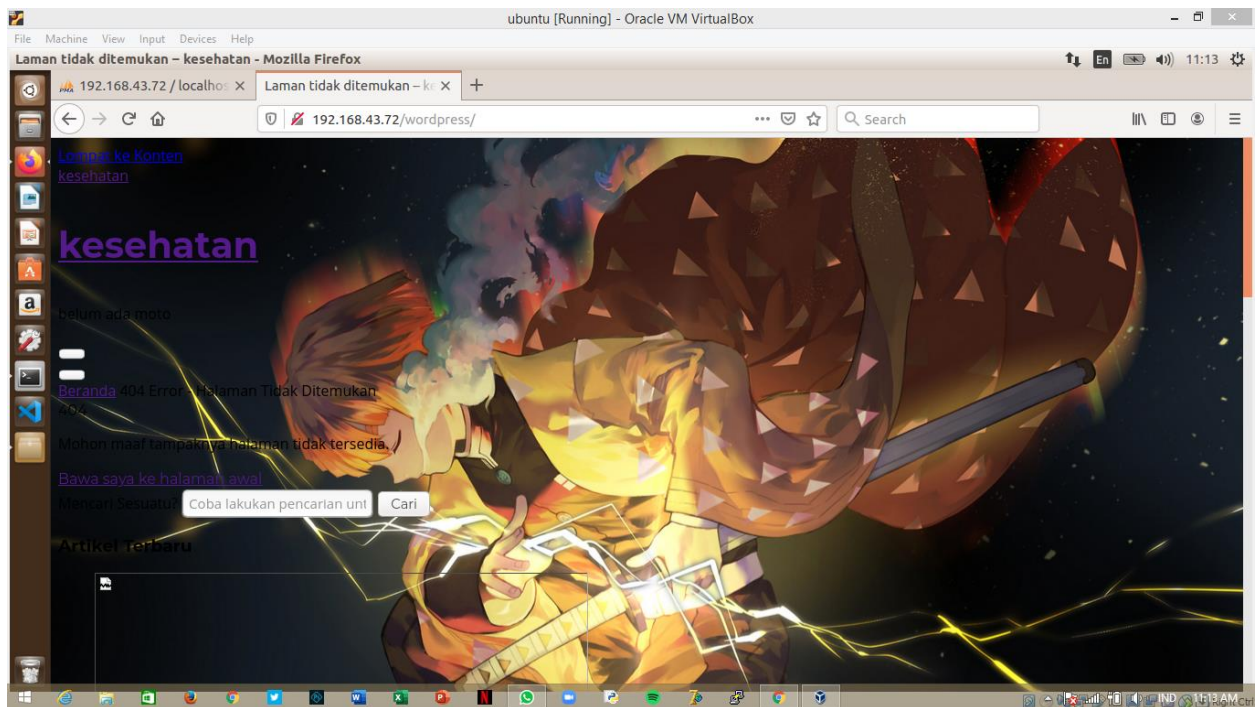 ubuntu [Running] - Oracle VM VirtualBox
File Machine View Input Devices Help
Laman tidak ditemukan – kesehatan - Mozilla Firefox
En
11:13
192.168.43.72 / localhos
Laman tidak ditemukan – ke
192.168.43.72/wordpress/
Search
Lompat ke Konten
kesehatan
kesehatan
belum ada moto
Beranda 404 Error - Halaman Tidak Ditemukan
404
Mohon maaf tampaknya halaman tidak tersedia.
Bawa saya ke halaman awal
Mencari Sesuatu? Coba lakukan pencarian unt Cari
Artikel Terbaru
IND 11:13 AM
Right Ctrl